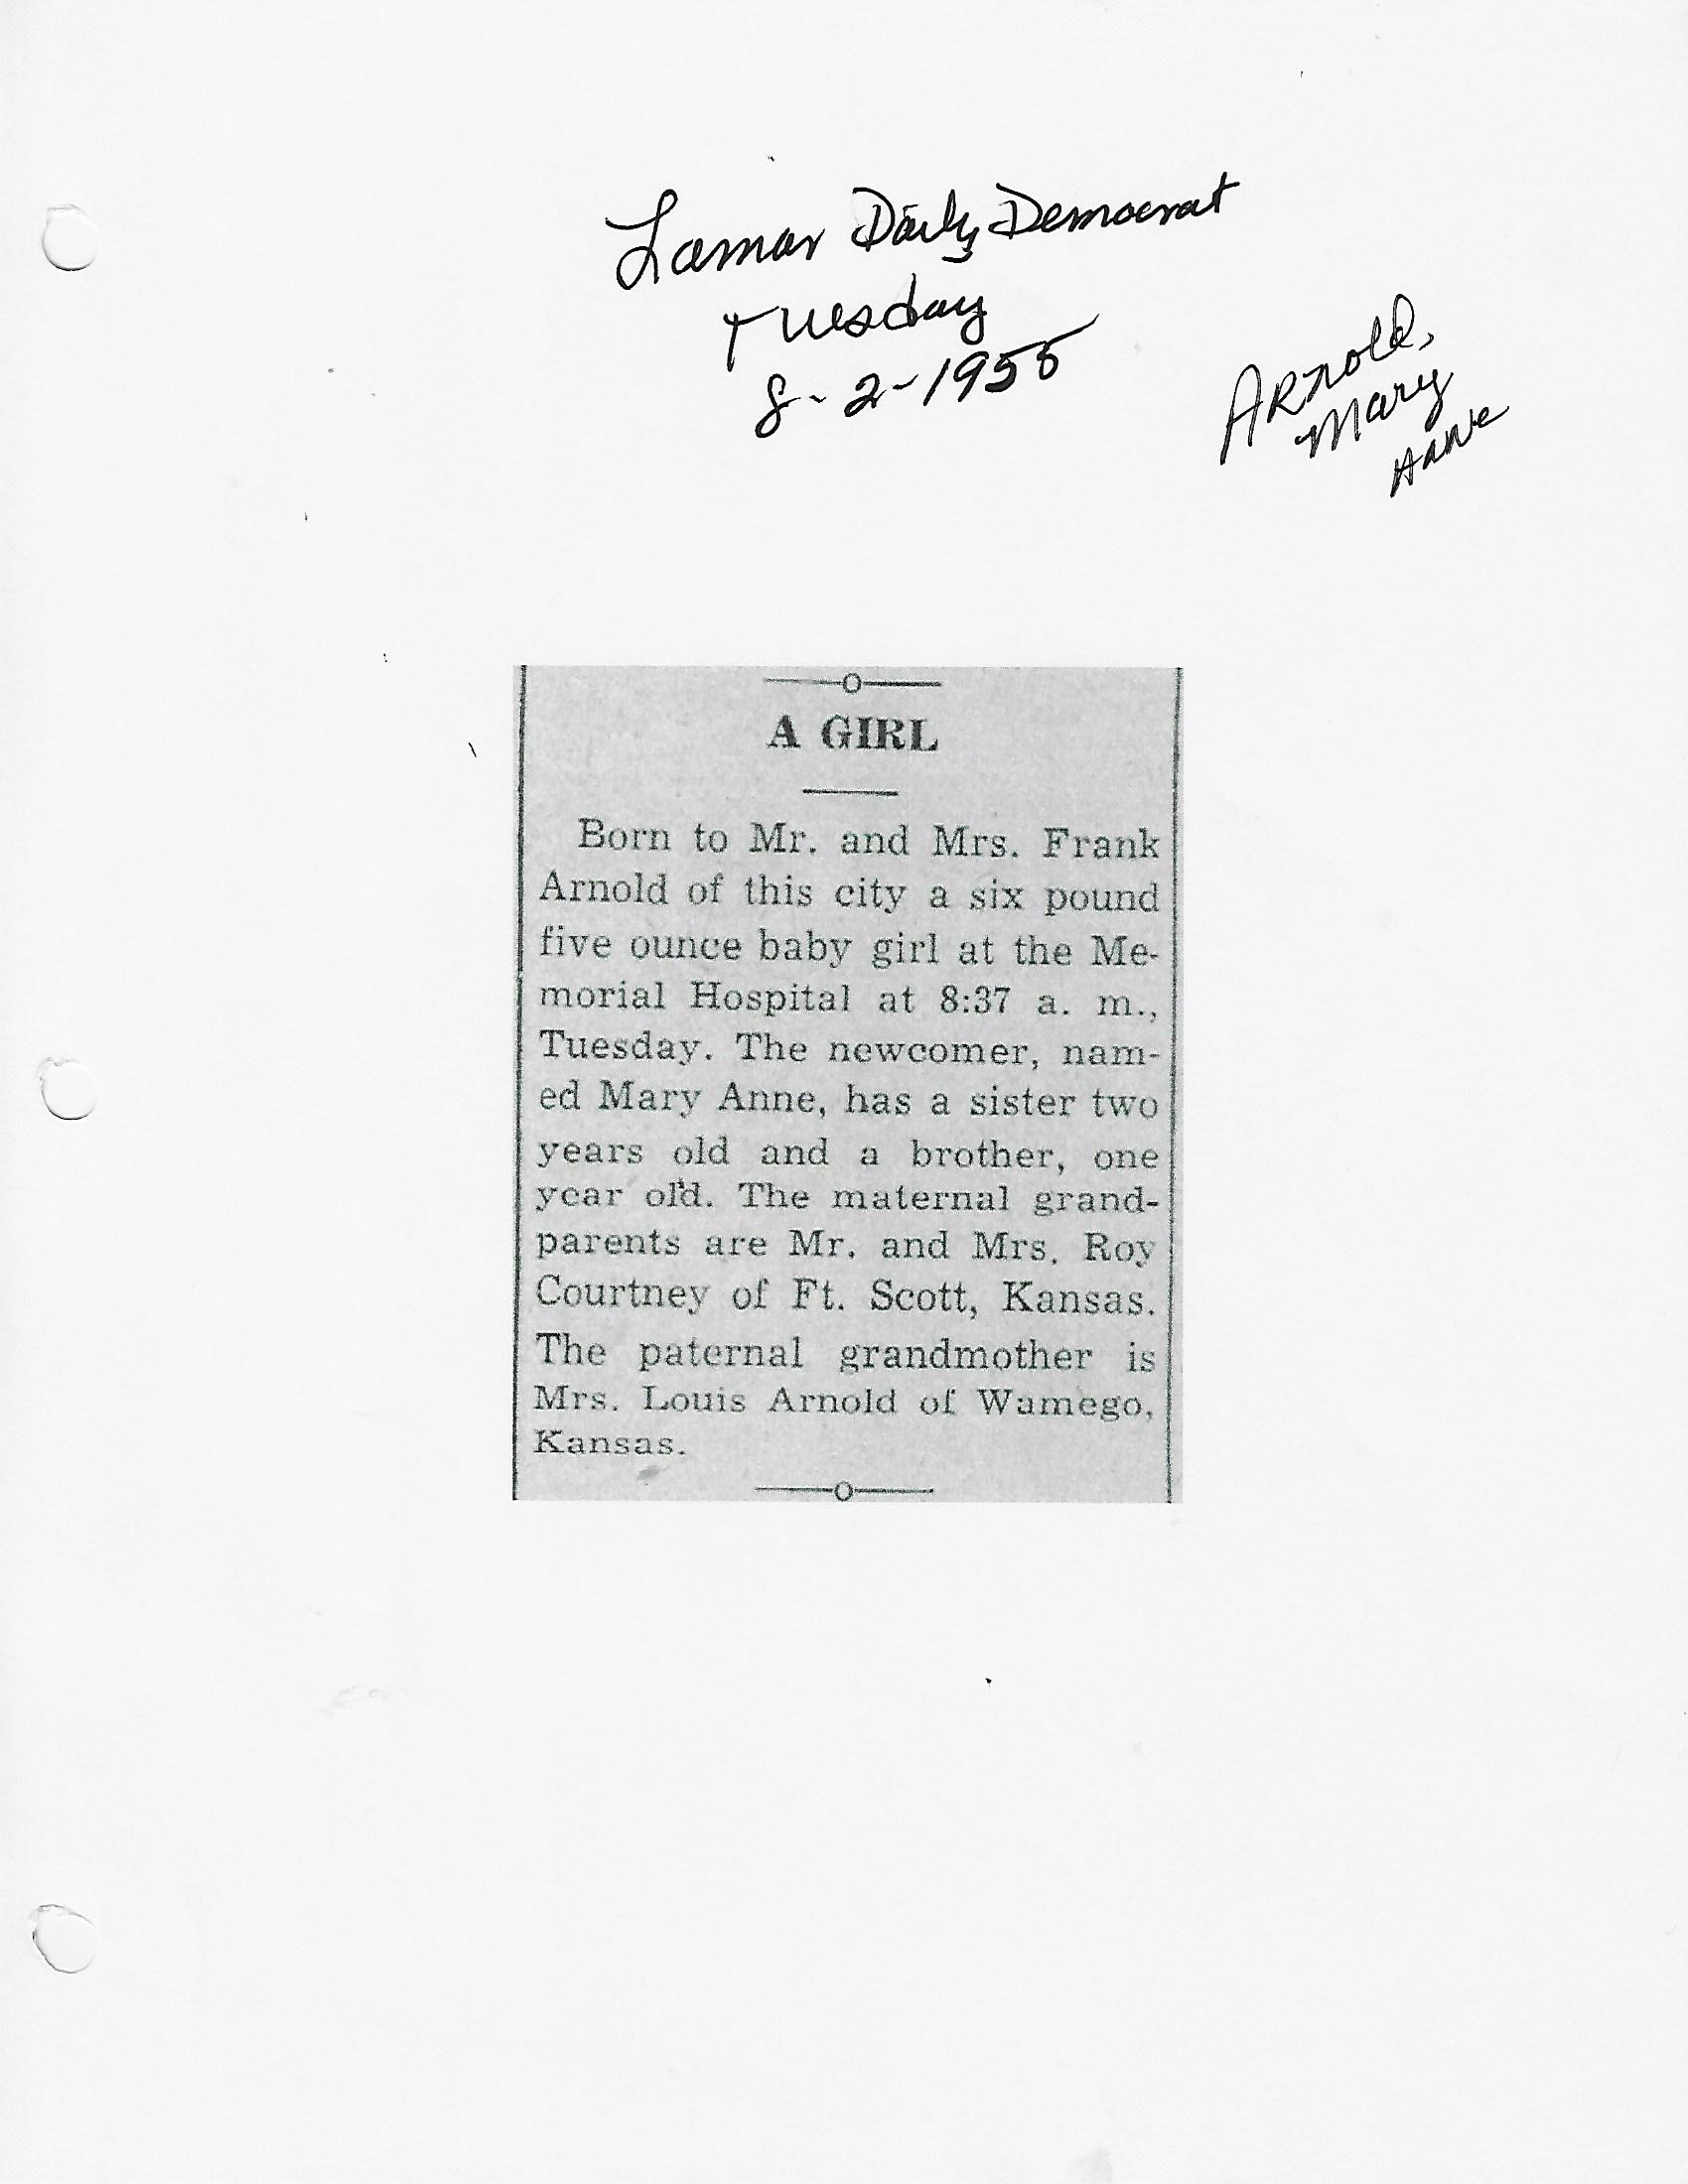 Lamar Daily Democrat
Tuesday
8-2-1955
Arnold,
Mary
Anne
A GIRL
Born to Mr. and Mrs. Frank
Arnold of this city a six pound
five ounce baby girl at the Me-
morial Hospital at 8:37 a. m.,
Tuesday. The newcomer, nam-
ed Mary Anne, has a sister two
years old and a brother, one
year old. The maternal grand-
parents are Mr. and Mrs. Roy
Courtney of Ft. Scott, Kansas.
The paternal grandmother is
Mrs. Louis Arnold of Wamego,
Kansas.